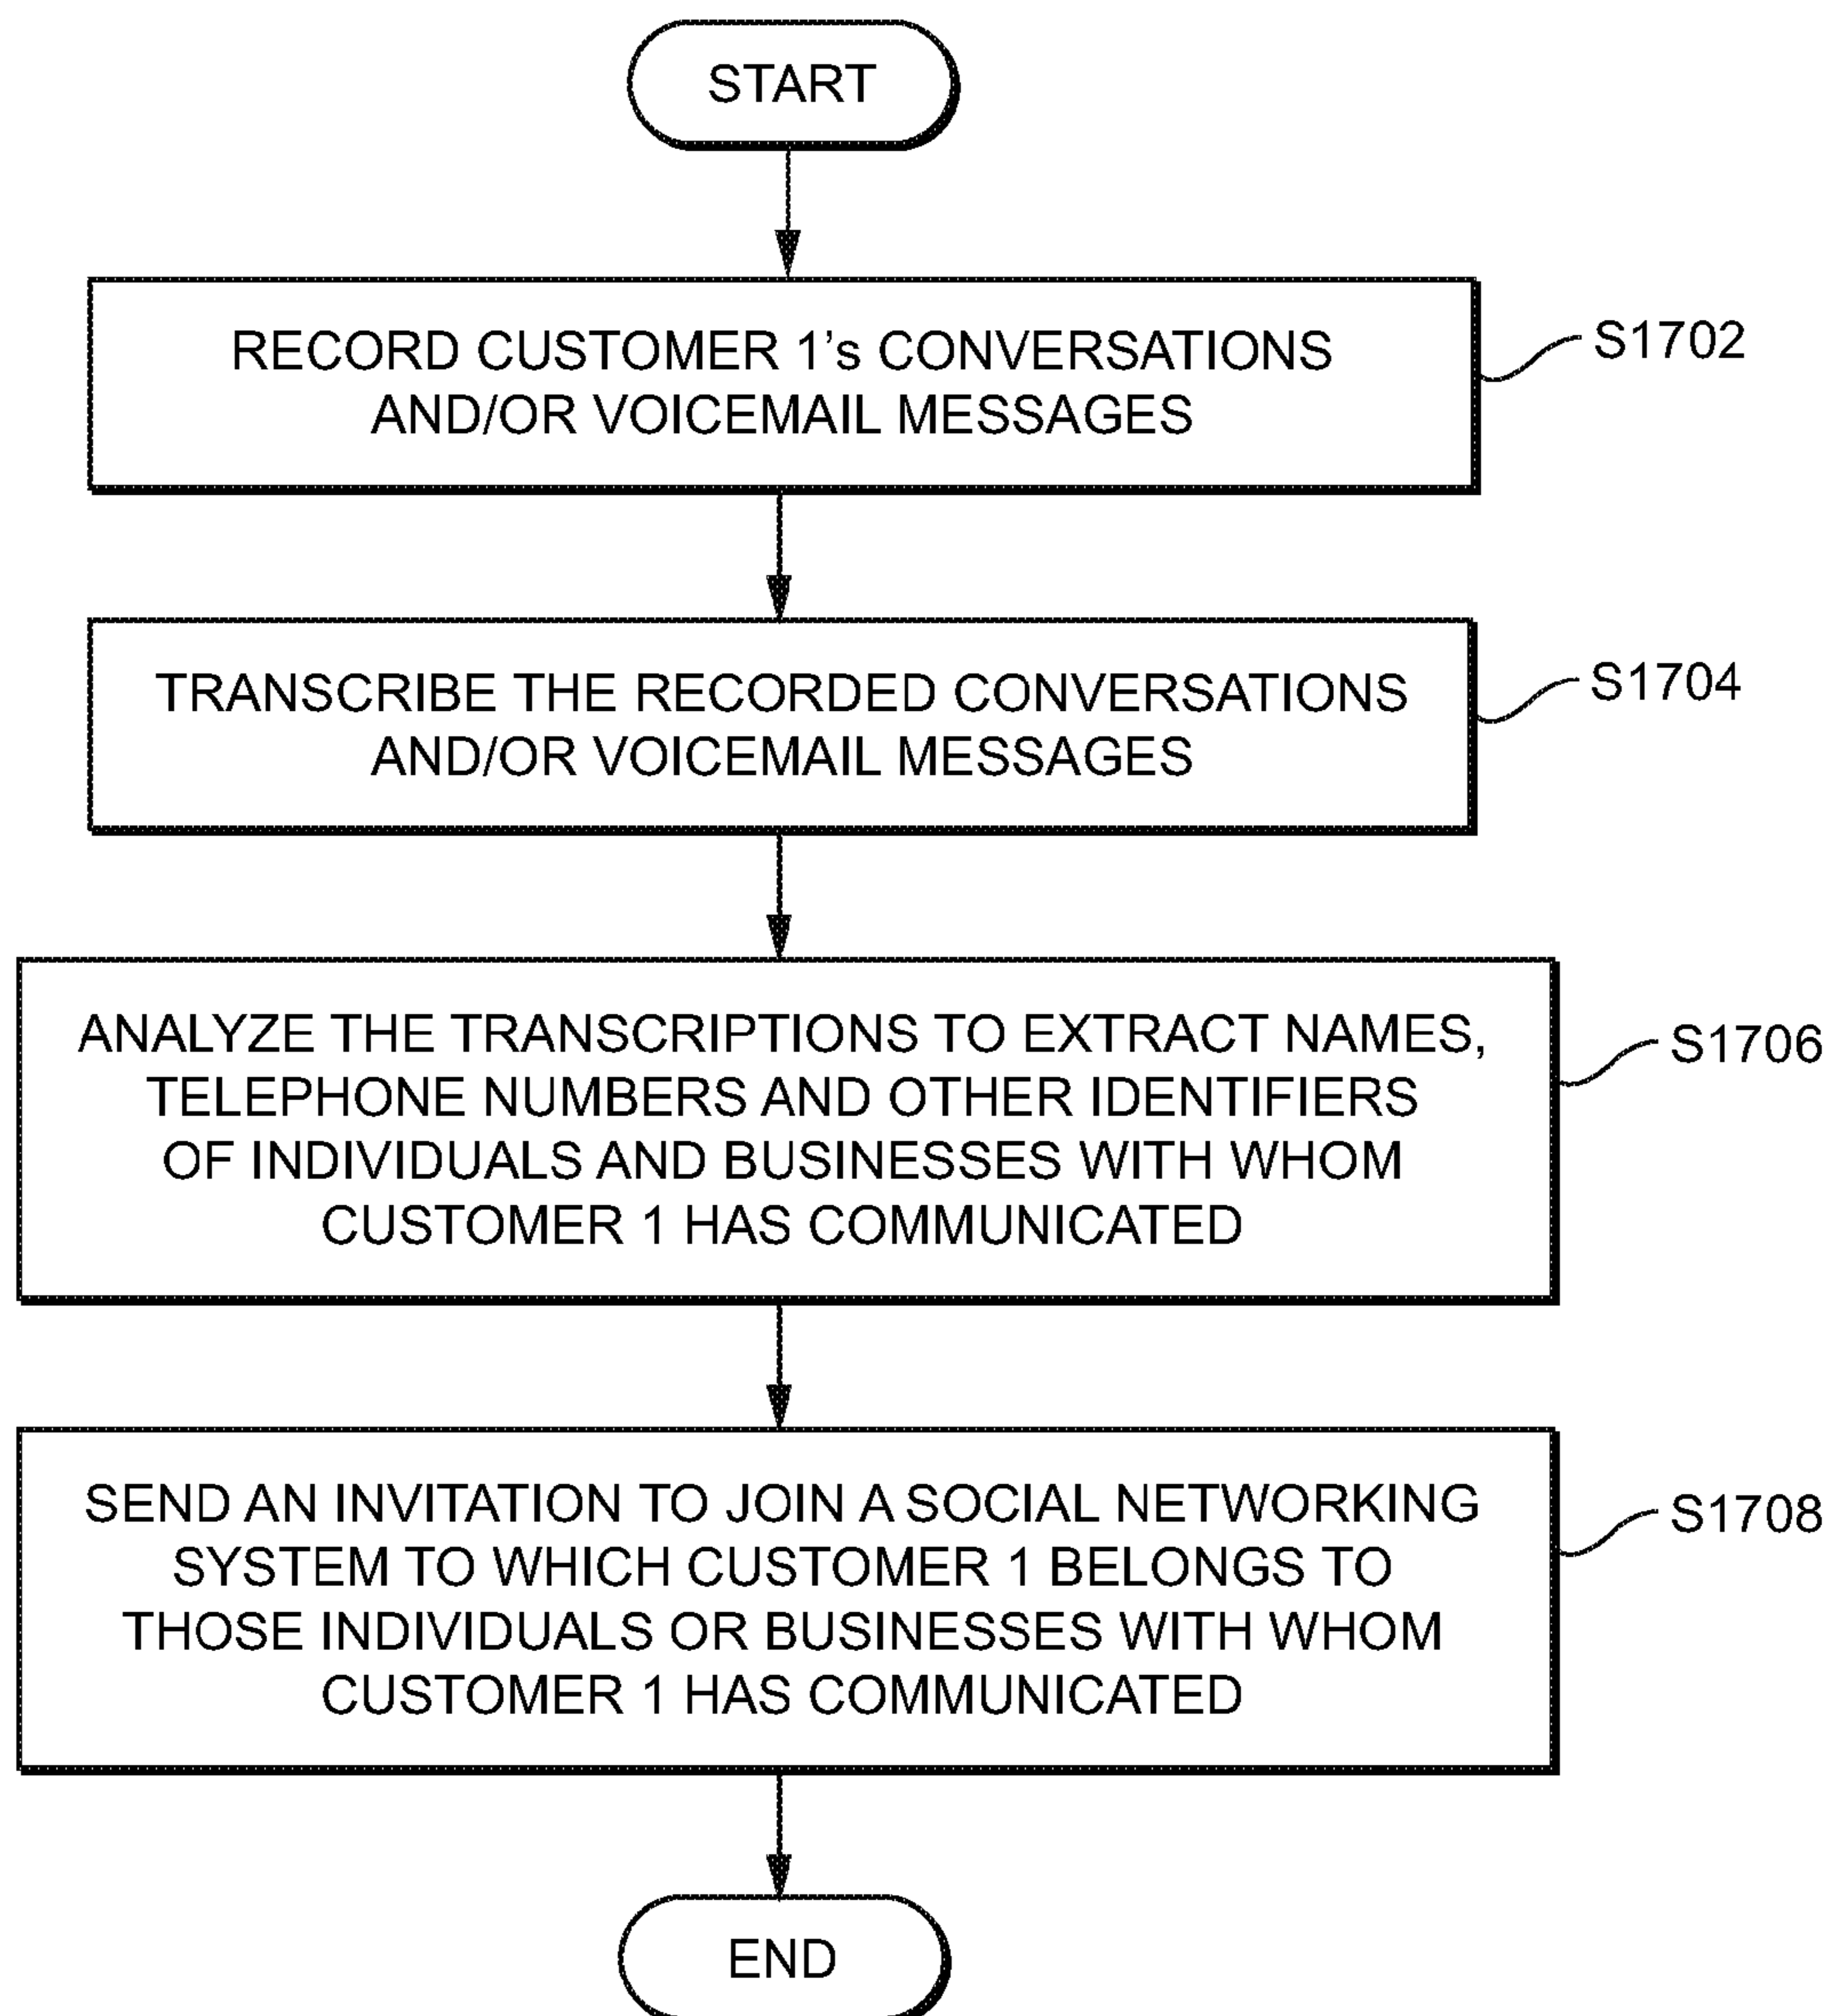 START
RECORD CUSTOMER 1’s CONVERSATIONS
AND/OR VOICEMAIL MESSAGES
S1702
TRANSCRIBE THE RECORDED CONVERSATIONS
AND/OR VOICEMAIL MESSAGES
S1704
ANALYZE THE TRANSCRIPTIONS TO EXTRACT NAMES,
TELEPHONE NUMBERS AND OTHER IDENTIFIERS
OF INDIVIDUALS AND BUSINESSES WITH WHOM
CUSTOMER 1 HAS COMMUNICATED
S1706
SEND AN INVITATION TO JOIN A SOCIAL NETWORKING
SYSTEM TO WHICH CUSTOMER 1 BELONGS TO
THOSE INDIVIDUALS OR BUSINESSES WITH WHOM
CUSTOMER 1 HAS COMMUNICATED
S1708
END